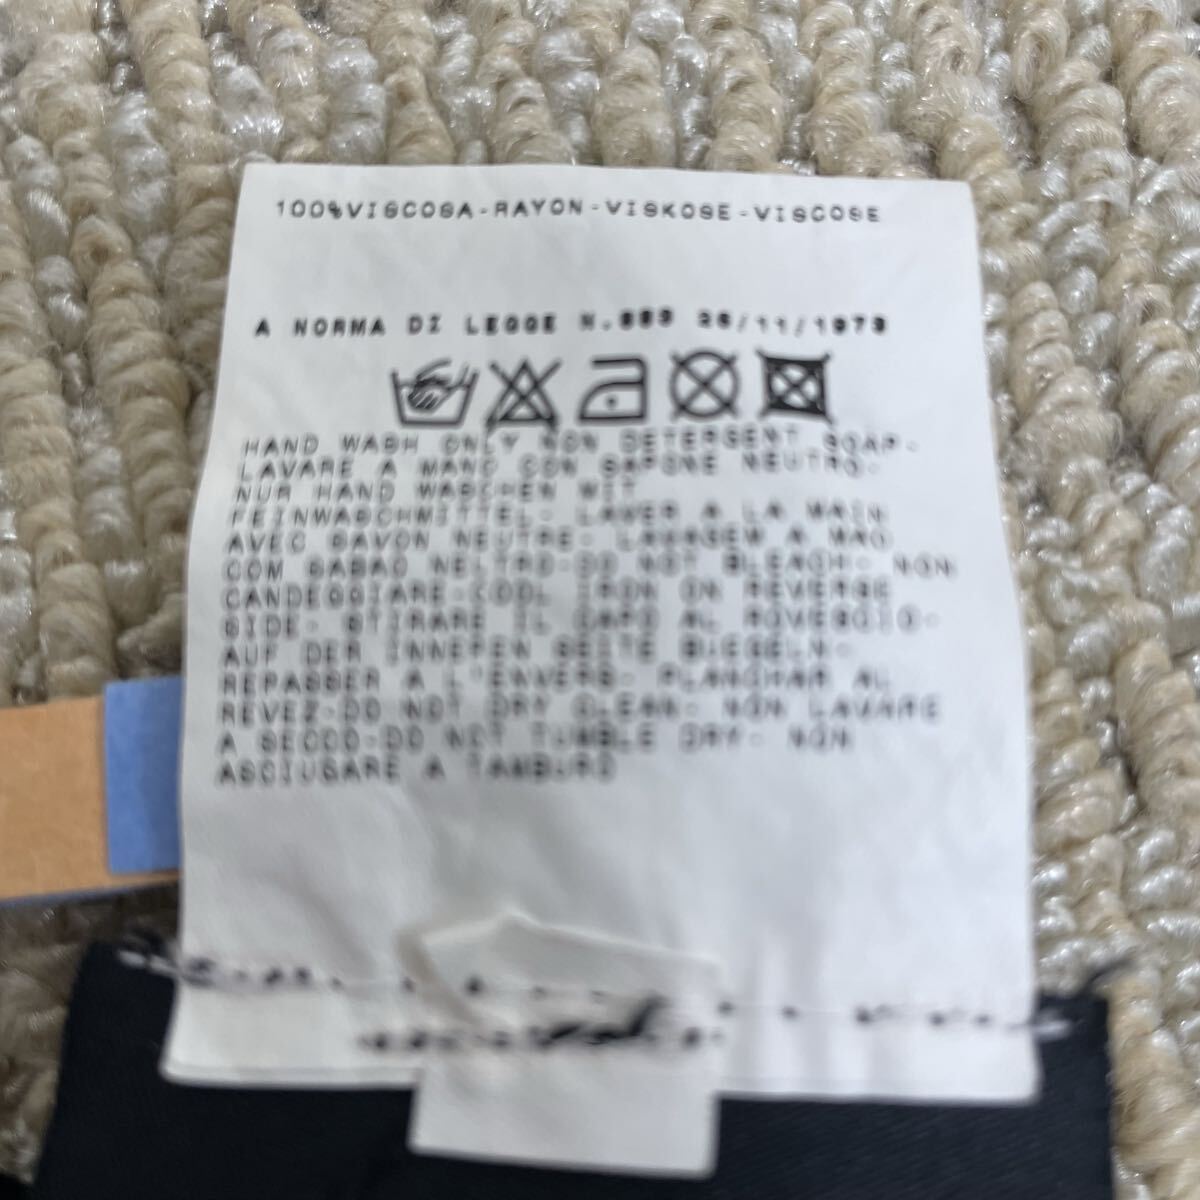 100%VISCOSA-RAYON-VISKOSE-VISCOSE
A NORMA DI LEGGE N.883 26/11/1973
HAND WASH ONLY NON DETERGENT SOAP-
LAVARE A MANO CON SAPONE NEUTRO-
NUR HAND WASCHEN WIT
FEINWASCHMITTEL- LAVER A LA MAIN
AVEC SAVON NEUTRE- LAVAGEM A MAO
COM SABAO NEUTRO-DO NOT BLEACH- NON
CANDEGGIARE-COOL IRON ON REVERSE
SIDE- STIRARE IL CAPO AL ROVESCIO-
AUF DER INNEPEN SEITE BUEGELN-
REPASSER A L'ENVERS- PLANCHAR AL
REVEZ-DO NOT DRY CLEAN- NON LAVARE
A SECCO-DO NOT TUMBLE DRY- NON
ASCIUGARE A TAMBURO